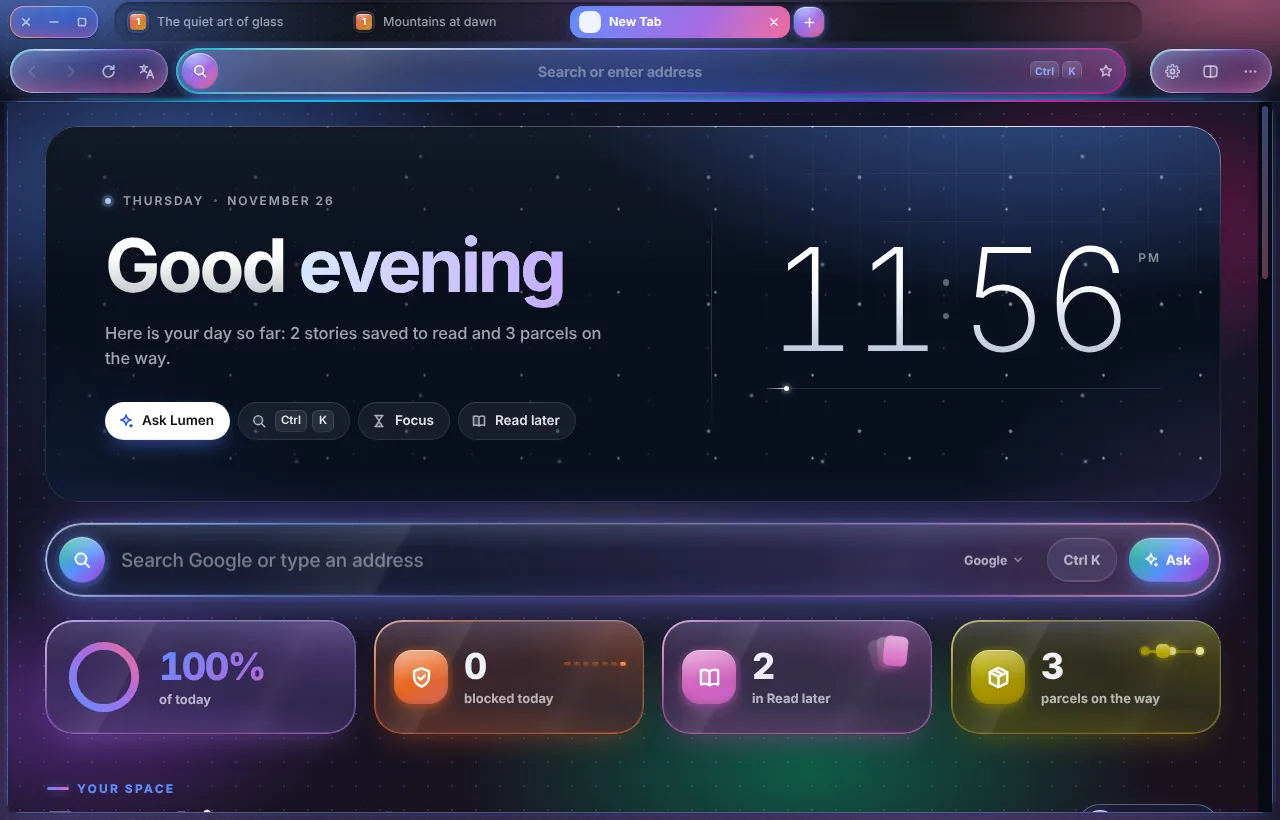 1 The quiet art of glass
1 Mountains at dawn
New Tab
Search or enter address
Ctrl K
THURSDAY • NOVEMBER 26
Good evening
Here is your day so far: 2 stories saved to read and 3 parcels on
the way.
Ask Lumen
Ctrl K
Focus
Read later
11:56 PM
Search Google or type an address
Google
Ctrl K
Ask
100%
of today
0
blocked today
2
in Read later
3
parcels on the way
YOUR SPACE